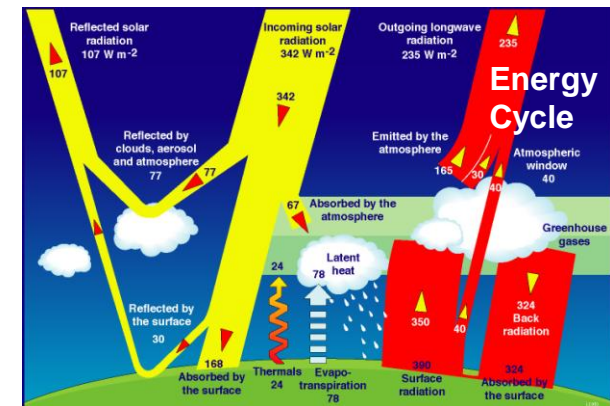 Reflected solar
radiation
107 W m-2
107
Incoming solar
radiation
342 W m-2
342
Outgoing longwave
radiation
235 W m-2
235
Energy
Cycle
Reflected by
clouds, aerosol
and atmosphere
77
77
Emitted by the
atmosphere
165
30
40
Atmospheric
window
40
67
Absorbed by the
atmosphere
Greenhouse
gases
24
78
Latent
heat
Reflected by
the surface
30
168
Absorbed by
the surface
Thermals
24
Evapo-
transpiration
78
350
40
390
Surface
radiation
324
Back
radiation
324
Absorbed by
the surface